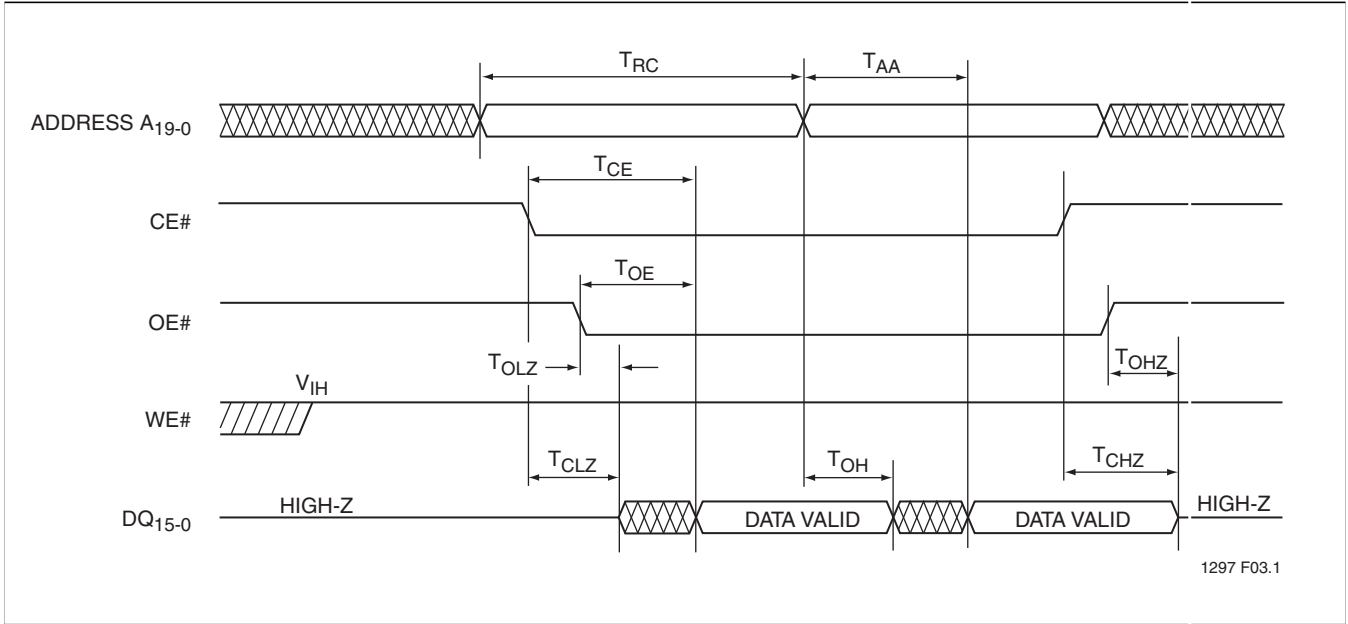 TRC
TAA
ADDRESS A19-0
TCE
CE#
TOE
OE#
TOLZ
TOHZ
VIH
WE#
TCLZ
TOH
TCHZ
HIGH-Z
DATA VALID
DATA VALID
HIGH-Z
DQ15-0
1297 F03.1